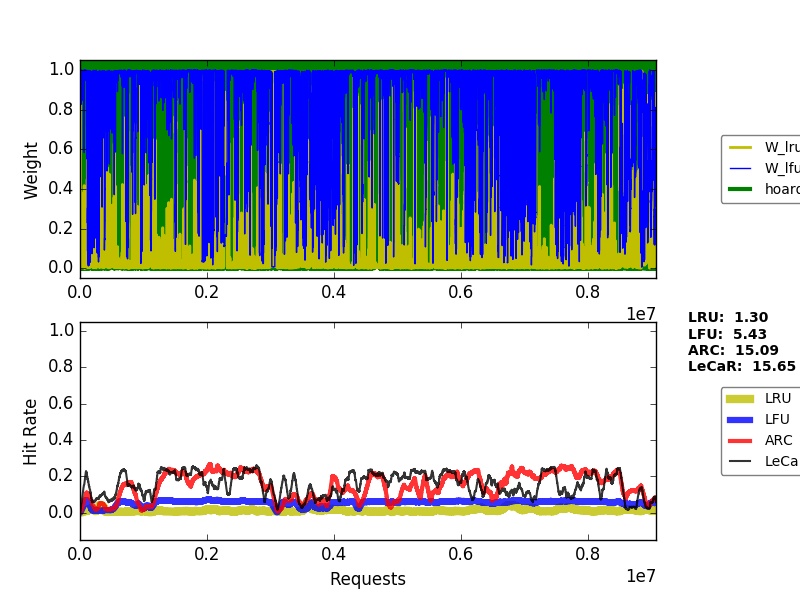 1.0
0.8
0.6
0.4
0.2
0.0
Weight
0.0 0.2 0.4 0.6 0.8
1e7
W_lru
W_lfu
hoard
LRU: 1.30
LFU: 5.43
ARC: 15.09
LeCaR: 15.65
1.0
0.8
0.6
0.4
0.2
0.0
Hit Rate
0.0 0.2 0.4 0.6 0.8
1e7
Requests
LRU
LFU
ARC
LeCa